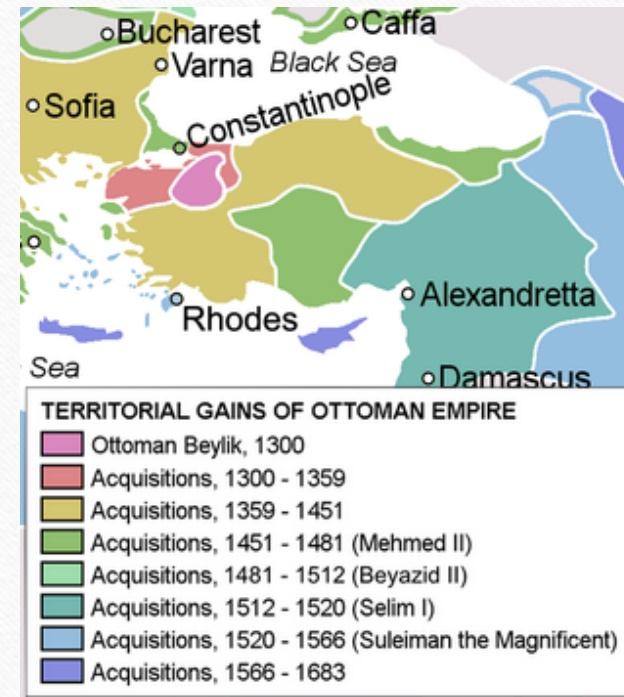 Bucharest
Caffa
Varna
Black Sea
Sofia
Constantinople
Rhodes
Alexandretta
Sea
Damascus
TERRITORIAL GAINS OF OTTOMAN EMPIRE
Ottoman Beylik, 1300
Acquisitions, 1300 - 1359
Acquisitions, 1359 - 1451
Acquisitions, 1451 - 1481 (Mehmed II)
Acquisitions, 1481 - 1512 (Beyazid II)
Acquisitions, 1512 - 1520 (Selim I)
Acquisitions, 1520 - 1566 (Suleiman the Magnificent)
Acquisitions, 1566 - 1683